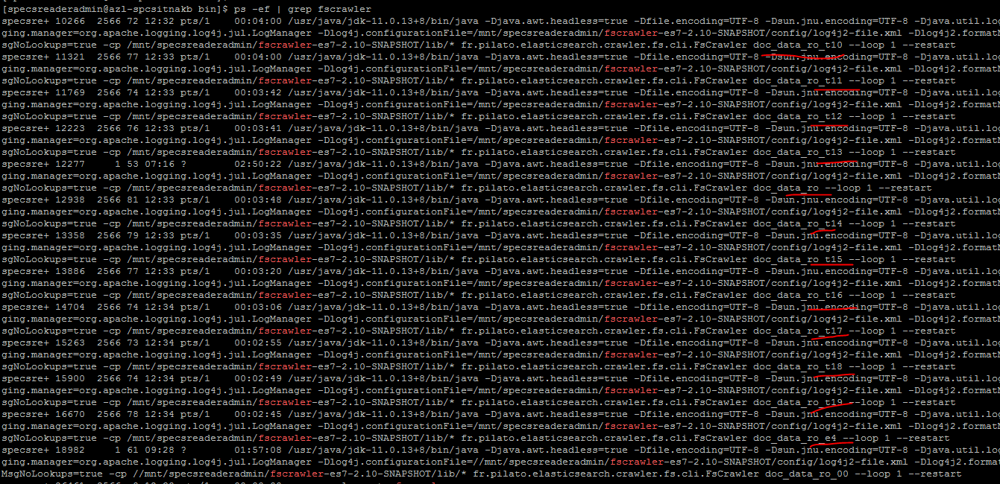 [specsreaderadmin@azl-spcsitnakb bin]$ ps -ef | grep fscrawler
specsre+ 10266  2566 72 12:32 pts/1    00:04:00 /usr/java/jdk-11.0.13+8/bin/java -Djava.awt.headless=true -Dfile.encoding=UTF-8 -Dsun.jnu.encoding=UTF-8 -Djava.util.lo
ging.manager=org.apache.logging.log4j.jul.LogManager -Dlog4j.configurationFile=/mnt/specsreaderadmin/fscrawler-es7-2.10-SNAPSHOT/config/log4j2-file.xml -Dlog4j2.format
sgNoLookups=true -cp /mnt/specsreaderadmin/fscrawler-es7-2.10-SNAPSHOT/lib/* fr.pilato.elasticsearch.crawler.fs.cli.FsCrawler doc_data_ro_t10 --loop 1 --restart
specsre+ 11321  2566 77 12:33 pts/1    00:04:00 /usr/java/jdk-11.0.13+8/bin/java -Djava.awt.headless=true -Dfile.encoding=UTF-8 -Dsun.jnu.encoding=UTF-8 -Djava.util.lo
ging.manager=org.apache.logging.log4j.jul.LogManager -Dlog4j.configurationFile=/mnt/specsreaderadmin/fscrawler-es7-2.10-SNAPSHOT/config/log4j2-file.xml -Dlog4j2.formatM
sgNoLookups=true -cp /mnt/specsreaderadmin/fscrawler-es7-2.10-SNAPSHOT/lib/* fr.pilato.elasticsearch.crawler.fs.cli.FsCrawler doc_data_ro_t11 --loop 1 --restart
specsre+ 11769  2566 74 12:33 pts/1    00:03:42 /usr/java/jdk-11.0.13+8/bin/java -Djava.awt.headless=true -Dfile.encoding=UTF-8 -Dsun.jnu.encoding=UTF-8 -Djava.util.lo
ging.manager=org.apache.logging.log4j.jul.LogManager -Dlog4j.configurationFile=/mnt/specsreaderadmin/fscrawler-es7-2.10-SNAPSHOT/config/log4j2-file.xml -Dlog4j2.formatM
sgNoLookups=true -cp /mnt/specsreaderadmin/fscrawler-es7-2.10-SNAPSHOT/lib/* fr.pilato.elasticsearch.crawler.fs.cli.FsCrawler doc_data_ro_t12 --loop 1 --restart
specsre+ 12223  2566 76 12:33 pts/1    00:03:41 /usr/java/jdk-11.0.13+8/bin/java -Djava.awt.headless=true -Dfile.encoding=UTF-8 -Dsun.jnu.encoding=UTF-8 -Djava.util.lo
ging.manager=org.apache.logging.log4j.jul.LogManager -Dlog4j.configurationFile=/mnt/specsreaderadmin/fscrawler-es7-2.10-SNAPSHOT/config/log4j2-file.xml -Dlog4j2.formatM
sgNoLookups=true -cp /mnt/specsreaderadmin/fscrawler-es7-2.10-SNAPSHOT/lib/* fr.pilato.elasticsearch.crawler.fs.cli.FsCrawler doc_data_ro_t13 --loop 1 --restart
specsre+ 12277     1 53 07:16 ?        02:50:22 /usr/java/jdk-11.0.13+8/bin/java -Djava.awt.headless=true -Dfile.encoding=UTF-8 -Dsun.jnu.encoding=UTF-8 -Djava.util.lo
ging.manager=org.apache.logging.log4j.jul.LogManager -Dlog4j.configurationFile=/mnt/specsreaderadmin/fscrawler-es7-2.10-SNAPSHOT/config/log4j2-file.xml -Dlog4j2.formatM
sgNoLookups=true -cp /mnt/specsreaderadmin/fscrawler-es7-2.10-SNAPSHOT/lib/* fr.pilato.elasticsearch.crawler.fs.cli.FsCrawler doc_data_ro --loop 1 --restart
specsre+ 12938  2566 81 12:33 pts/1    00:03:48 /usr/java/jdk-11.0.13+8/bin/java -Djava.awt.headless=true -Dfile.encoding=UTF-8 -Dsun.jnu.encoding=UTF-8 -Djava.util.lo
ging.manager=org.apache.logging.log4j.jul.LogManager -Dlog4j.configurationFile=/mnt/specsreaderadmin/fscrawler-es7-2.10-SNAPSHOT/config/log4j2-file.xml -Dlog4j2.formatM
sgNoLookups=true -cp /mnt/specsreaderadmin/fscrawler-es7-2.10-SNAPSHOT/lib/* fr.pilato.elasticsearch.crawler.fs.cli.FsCrawler doc_data_ro_t14 --loop 1 --restart
specsre+ 13358  2566 79 12:33 pts/1    00:03:35 /usr/java/jdk-11.0.13+8/bin/java -Djava.awt.headless=true -Dfile.encoding=UTF-8 -Dsun.jnu.encoding=UTF-8 -Djava.util.lo
ging.manager=org.apache.logging.log4j.jul.LogManager -Dlog4j.configurationFile=/mnt/specsreaderadmin/fscrawler-es7-2.10-SNAPSHOT/config/log4j2-file.xml -Dlog4j2.formatM
sgNoLookups=true -cp /mnt/specsreaderadmin/fscrawler-es7-2.10-SNAPSHOT/lib/* fr.pilato.elasticsearch.crawler.fs.cli.FsCrawler doc_data_ro_t15 --loop 1 --restart
specsre+ 13886  2566 77 12:33 pts/1    00:03:20 /usr/java/jdk-11.0.13+8/bin/java -Djava.awt.headless=true -Dfile.encoding=UTF-8 -Dsun.jnu.encoding=UTF-8 -Djava.util.lo
ging.manager=org.apache.logging.log4j.jul.LogManager -Dlog4j.configurationFile=/mnt/specsreaderadmin/fscrawler-es7-2.10-SNAPSHOT/config/log4j2-file.xml -Dlog4j2.formatM
sgNoLookups=true -cp /mnt/specsreaderadmin/fscrawler-es7-2.10-SNAPSHOT/lib/* fr.pilato.elasticsearch.crawler.fs.cli.FsCrawler doc_data_ro_t16 --loop 1 --restart
specsre+ 14704  2566 74 12:34 pts/1    00:03:06 /usr/java/jdk-11.0.13+8/bin/java -Djava.awt.headless=true -Dfile.encoding=UTF-8 -Dsun.jnu.encoding=UTF-8 -Djava.util.lo
ging.manager=org.apache.logging.log4j.jul.LogManager -Dlog4j.configurationFile=/mnt/specsreaderadmin/fscrawler-es7-2.10-SNAPSHOT/config/log4j2-file.xml -Dlog4j2.formatM
sgNoLookups=true -cp /mnt/specsreaderadmin/fscrawler-es7-2.10-SNAPSHOT/lib/* fr.pilato.elasticsearch.crawler.fs.cli.FsCrawler doc_data_ro_t17 --loop 1 --restart
specsre+ 15263  2566 73 12:34 pts/1    00:02:55 /usr/java/jdk-11.0.13+8/bin/java -Djava.awt.headless=true -Dfile.encoding=UTF-8 -Dsun.jnu.encoding=UTF-8 -Djava.util.lo
ging.manager=org.apache.logging.log4j.jul.LogManager -Dlog4j.configurationFile=/mnt/specsreaderadmin/fscrawler-es7-2.10-SNAPSHOT/config/log4j2-file.xml -Dlog4j2.formatM
sgNoLookups=true -cp /mnt/specsreaderadmin/fscrawler-es7-2.10-SNAPSHOT/lib/* fr.pilato.elasticsearch.crawler.fs.cli.FsCrawler doc_data_ro_t18 --loop 1 --restart
specsre+ 15900  2566 74 12:34 pts/1    00:02:49 /usr/java/jdk-11.0.13+8/bin/java -Djava.awt.headless=true -Dfile.encoding=UTF-8 -Dsun.jnu.encoding=UTF-8 -Djava.util.lo
ging.manager=org.apache.logging.log4j.jul.LogManager -Dlog4j.configurationFile=/mnt/specsreaderadmin/fscrawler-es7-2.10-SNAPSHOT/config/log4j2-file.xml -Dlog4j2.formatM
sgNoLookups=true -cp /mnt/specsreaderadmin/fscrawler-es7-2.10-SNAPSHOT/lib/* fr.pilato.elasticsearch.crawler.fs.cli.FsCrawler doc_data_ro_t19 --loop 1 --restart
specsre+ 16670  2566 78 12:34 pts/1    00:02:45 /usr/java/jdk-11.0.13+8/bin/java -Djava.awt.headless=true -Dfile.encoding=UTF-8 -Dsun.jnu.encoding=UTF-8 -Djava.util.lo
ging.manager=org.apache.logging.log4j.jul.LogManager -Dlog4j.configurationFile=/mnt/specsreaderadmin/fscrawler-es7-2.10-SNAPSHOT/config/log4j2-file.xml -Dlog4j2.formatM
sgNoLookups=true -cp /mnt/specsreaderadmin/fscrawler-es7-2.10-SNAPSHOT/lib/* fr.pilato.elasticsearch.crawler.fs.cli.FsCrawler doc_data_ro_e4 --loop 1 --restart
specsre+ 18982     1 61 09:28 ?        01:57:08 /usr/java/jdk-11.0.13+8/bin/java -Djava.awt.headless=true -Dfile.encoding=UTF-8 -Dsun.jnu.encoding=UTF-8 -Djava.util.lo
ging.manager=org.apache.logging.log4j.jul.LogManager -Dlog4j.configurationFile=//mnt/specsreaderadmin/fscrawler-es7-2.10-SNAPSHOT/config/log4j2-file.xml -Dlog4j2.format
MsgNoLookups=true -cp //mnt/specsreaderadmin/fscrawler-es7-2.10-SNAPSHOT/lib/* fr.pilato.elasticsearch.crawler.fs.cli.FsCrawler doc_data_ro_00 --loop 1 --restart